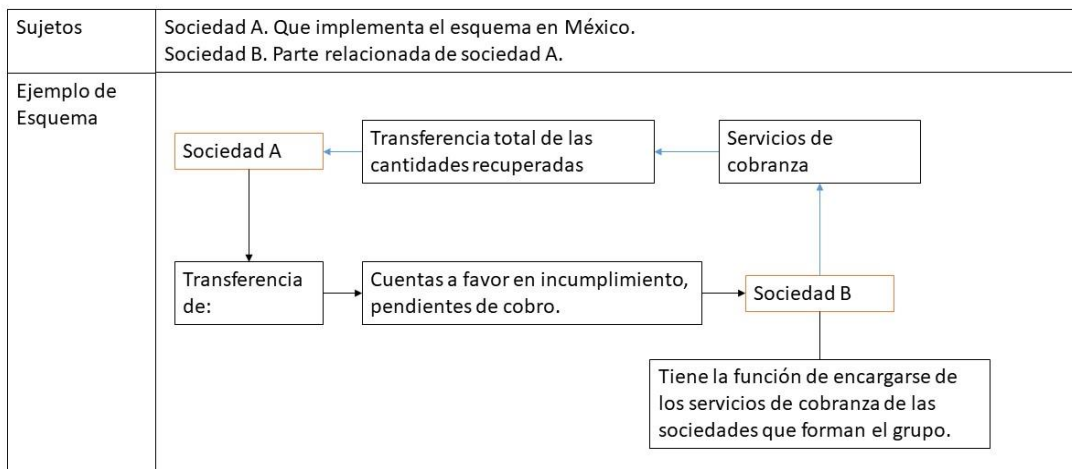 Sujetos
Sociedad A. Que implementa el esquema en México.
Sociedad B. Parte relacionada de sociedad A.
Ejemplo de
Esquema
Sociedad A
Transferencia total de las
cantidades recuperadas
Servicios de
cobranza
Transferencia
de:
Cuentas a favor en incumplimiento,
pendientes de cobro.
Sociedad B
Tiene la función de encargarse de
los servicios de cobranza de las
sociedades que forman el grupo.